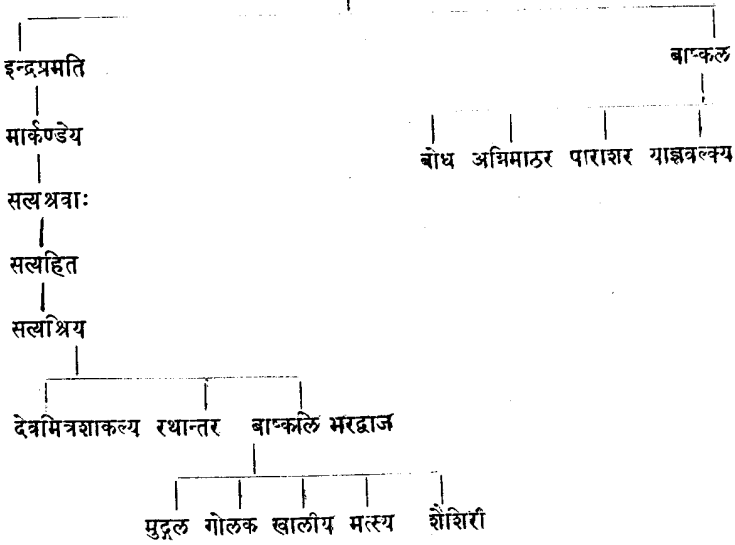 इन्द्रप्रमति बाष्कल
मार्कण्डेय
बोध अग्निमाठर पाराशर याज्ञवल्क्य
सत्यश्रवाः
सत्यहित
सत्यश्रिय
देवमित्रशाकल्य रथान्तर बाष्कलि भरद्वाज
मुद्गल गोलक खालीय मत्स्य शैशिरी